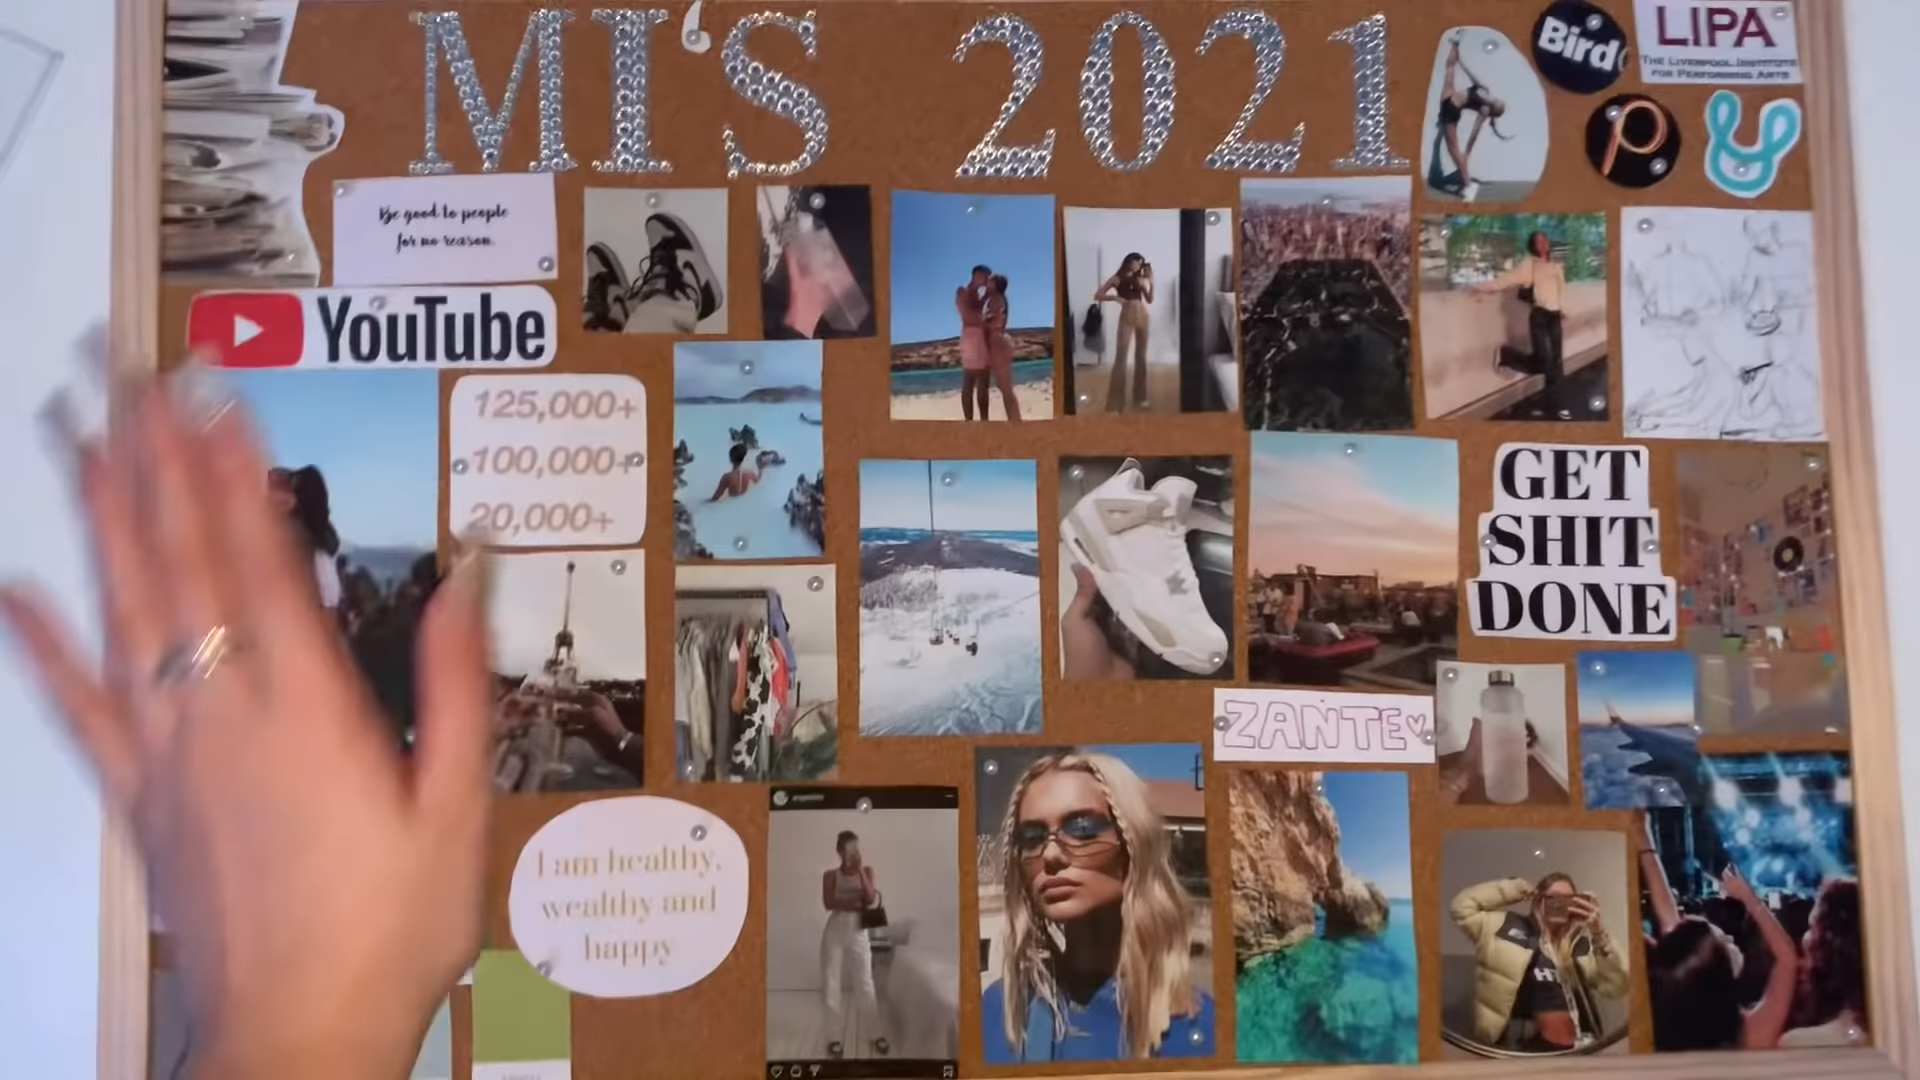 MI'S 2021
Bird
LIPA
THE LIVERPOOL INSTITUTE
FOR PERFORMING ARTS
Be good to people
for no reason.
YouTube
125,000+
100,000+
20,000+
GET
SHIT
DONE
ZANTE
I am healthy,
wealthy and
happy